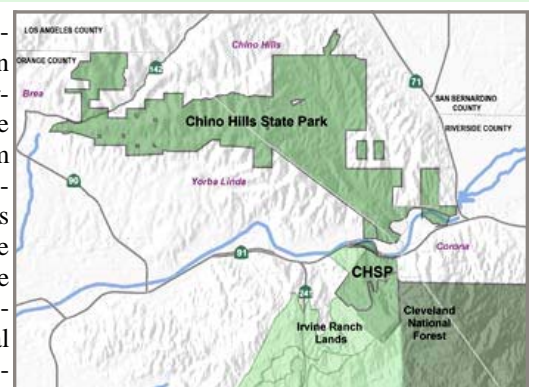 LOS ANGELES COUNTY
ORANGE COUNTY
Chino Hills
142
71
Brea
SAN BERNARDINO
COUNTY
RIVERSIDE COUNTY
Chino Hills State Park
90
Yorba Linda
Corona
91
CHSP
241
Irvine Ranch
Lands
Cleveland
National
Forest